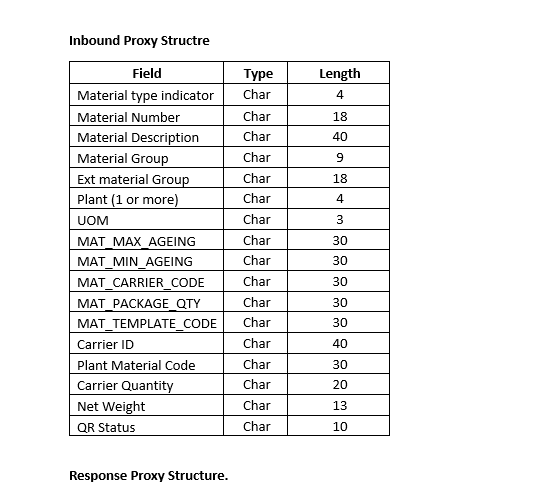 Inbound Proxy Structre
Field Type Length
Material type indicator Char 4
Material Number Char 18
Material Description Char 40
Material Group Char 9
Ext material Group Char 18
Plant (1 or more) Char 4
UOM Char 3
MAT_MAX_AGEING Char 30
MAT_MIN_AGEING Char 30
MAT_CARRIER_CODE Char 30
MAT_PACKAGE_QTY Char 30
MAT_TEMPLATE_CODE Char 30
Carrier ID Char 40
Plant Material Code Char 30
Carrier Quantity Char 20
Net Weight Char 13
QR Status Char 10
Response Proxy Structure.